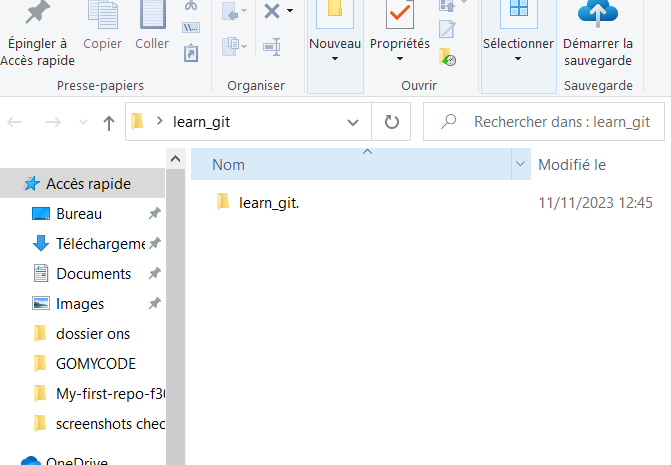 Épingler à
Accès rapide
Copier
Coller
Nouveau
Propriétés
Sélectionner
Démarrer la
sauvegarde
Presse-papiers
Organiser
Ouvrir
Sauvegarde
learn_git
Rechercher dans : learn_git
Nom
Modifié le
Accès rapide
learn_git.
11/11/2023 12:45
Bureau
Téléchargeme
Documents
Images
dossier ons
GOMYCODE
My-first-repo-f30
screenshots chec
OneDrive